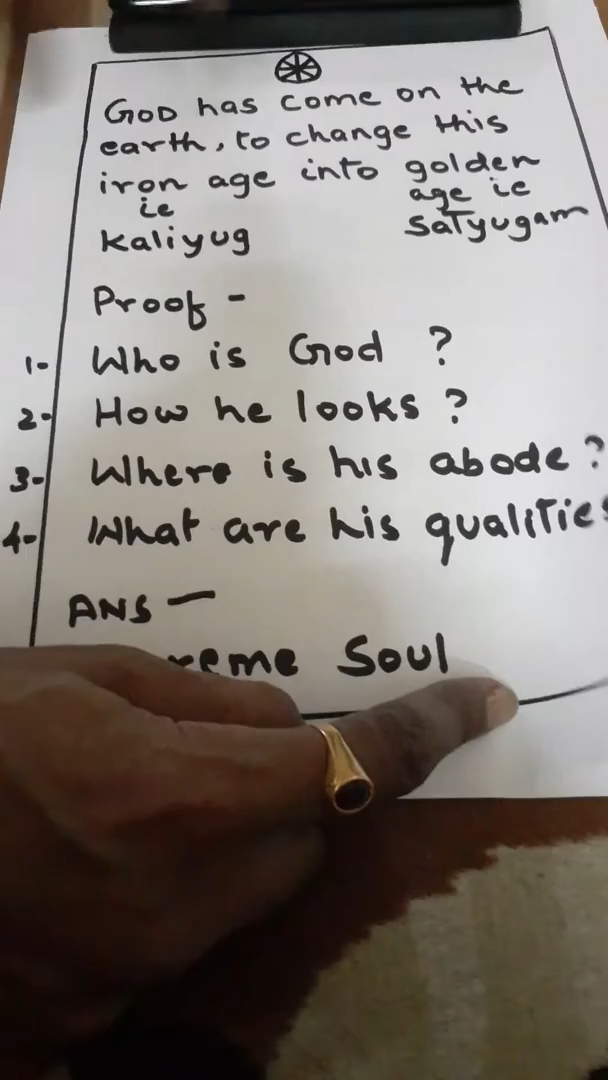 GOD has come on the
earth, to change this
iron age into golden
ie age ie
Kaliyug Satyugam
Proof -
1- Who is God ?
2- How he looks ?
3- Where is his abode ?
4- What are his qualities
ANS —
Soul